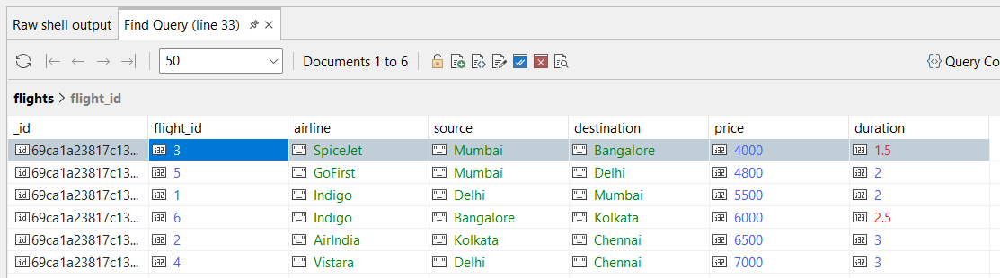 Raw shell output Find Query (line 33)
50 Documents 1 to 6 Query Co
flights > flight_id
_id flight_id airline source destination price duration
69ca1a23817c13... 3 SpiceJet Mumbai Bangalore 4000 1.5
69ca1a23817c13... 5 GoFirst Mumbai Delhi 4800 2
69ca1a23817c13... 1 Indigo Delhi Mumbai 5500 2
69ca1a23817c13... 6 Indigo Bangalore Kolkata 6000 2.5
69ca1a23817c13... 2 AirIndia Kolkata Chennai 6500 3
69ca1a23817c13... 4 Vistara Delhi Chennai 7000 3